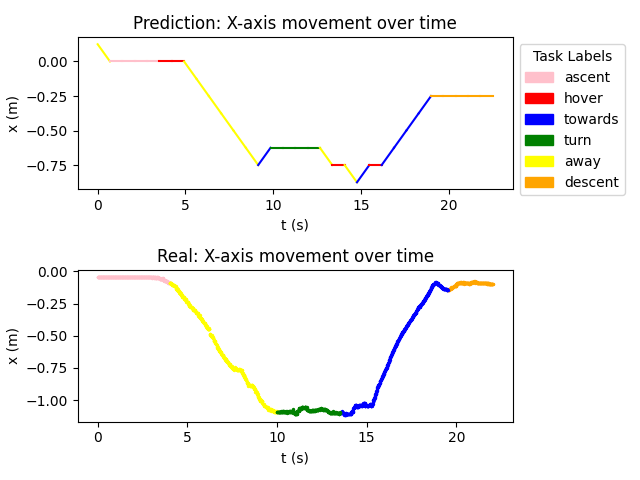 Prediction: X-axis movement over time
0.00
−0.25
−0.50
−0.75
x (m)
0
5
10
15
20
t (s)
Task Labels
ascent
hover
towards
turn
away
descent
Real: X-axis movement over time
0.00
−0.25
−0.50
−0.75
−1.00
x (m)
0
5
10
15
20
t (s)